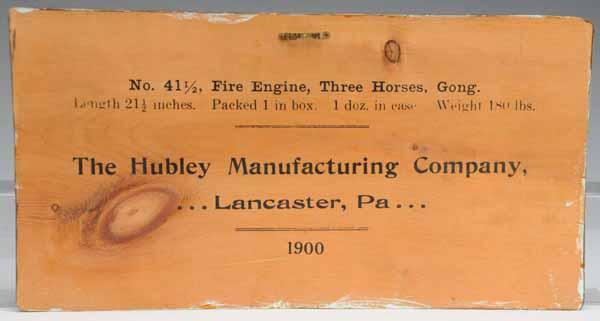 No. 41½, Fire Engine, Three Horses, Gong.
Length 21½ inches. Packed 1 in box. 1 doz. in case Weight 180 lbs.
The Hubley Manufacturing Company,
...Lancaster, Pa...
1900